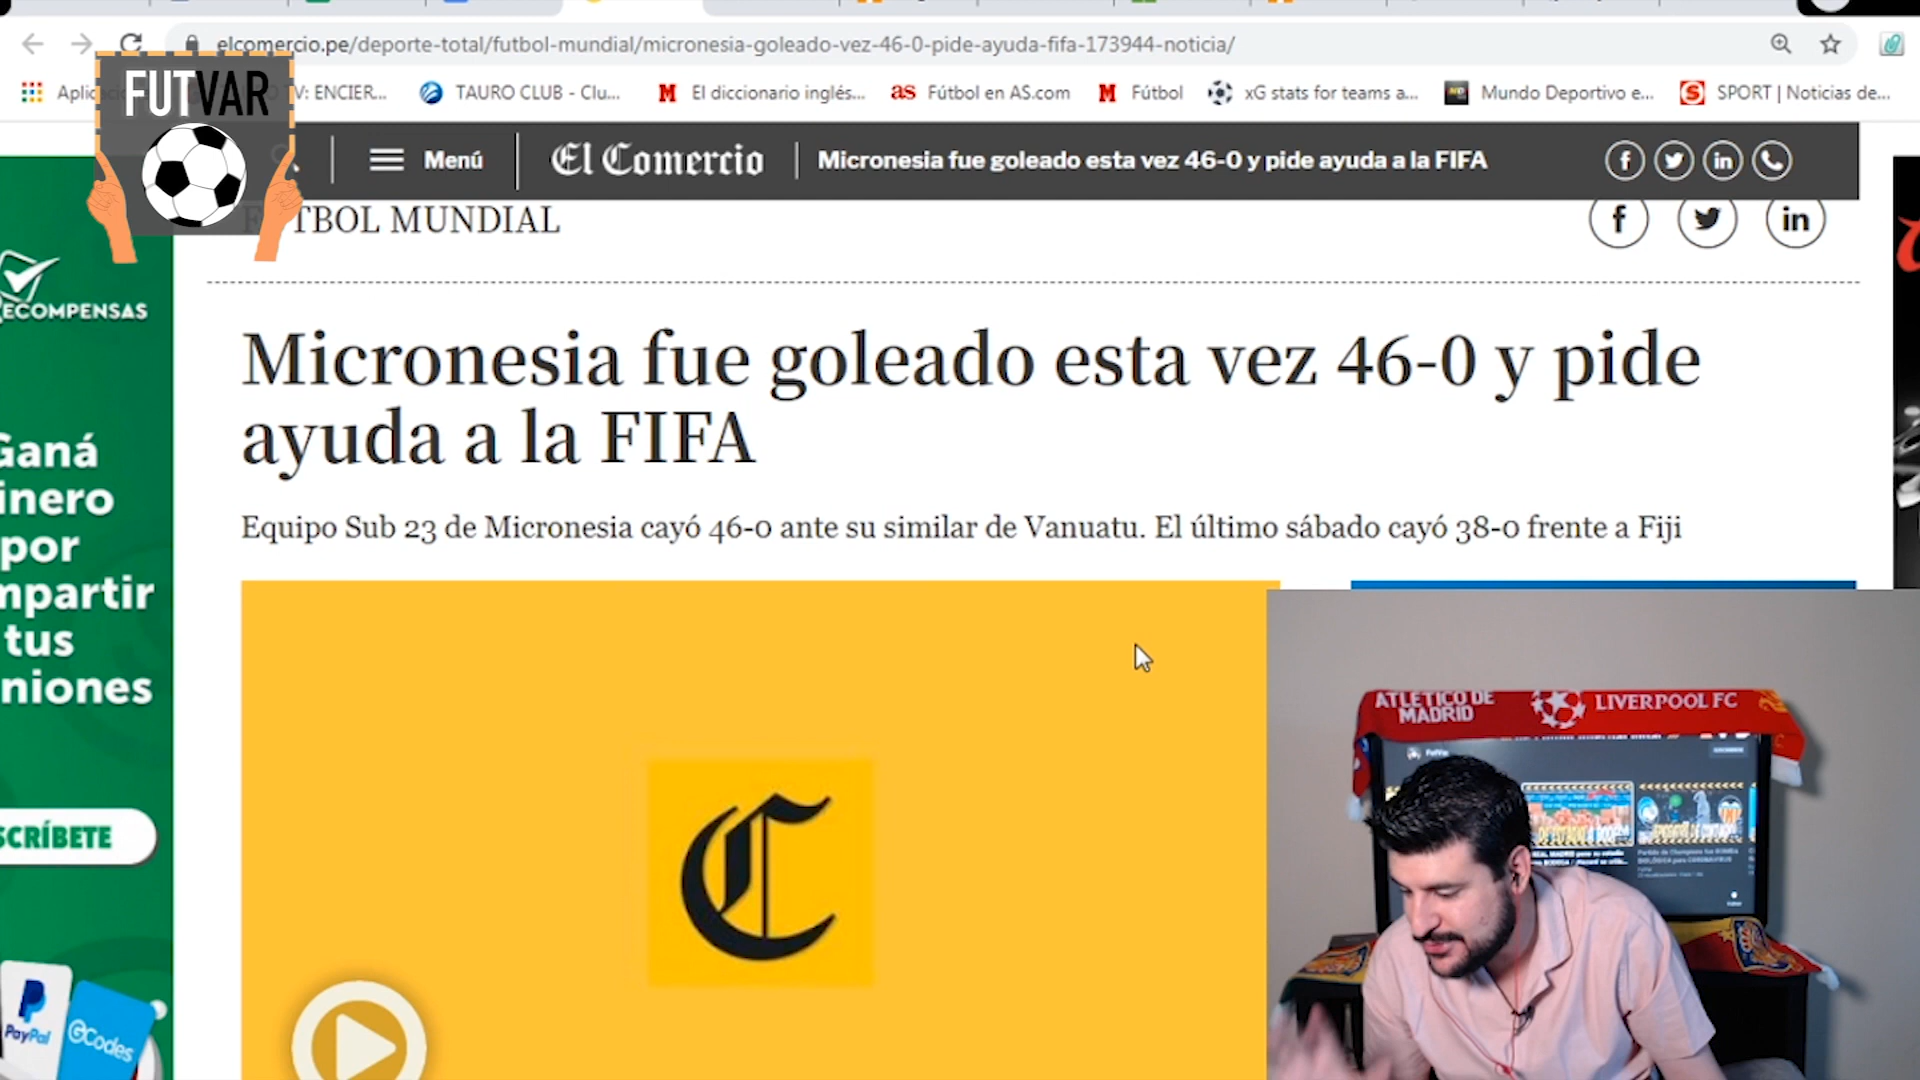 elcomercio.pe/deporte-total/futbol-mundial/micronesia-goleado-vez-46-0-pide-ayuda-fifa-173944-noticia/
FUTVAR
TV: ENCIER...
TAURO CLUB - Clu...
El diccionario inglés...
as Fútbol en AS.com
Fútbol
xG stats for teams a...
Mundo Deportivo e...
SPORT | Noticias de...
Menú
El Comercio
Micronesia fue goleado esta vez 46-0 y pide ayuda a la FIFA
TBOL MUNDIAL
ECOMPENSAS
Micronesia fue goleado esta vez 46-0 y pide
ayuda a la FIFA
Equipo Sub 23 de Micronesia cayó 46-0 ante su similar de Vanuatu. El último sábado cayó 38-0 frente a Fiji
Ganá
inero
por
mpartir
tus
niones
SCRÍBETE
PayPal
GCodes
C
ATLETICO DE
MADRID
LIVERPOOL FC